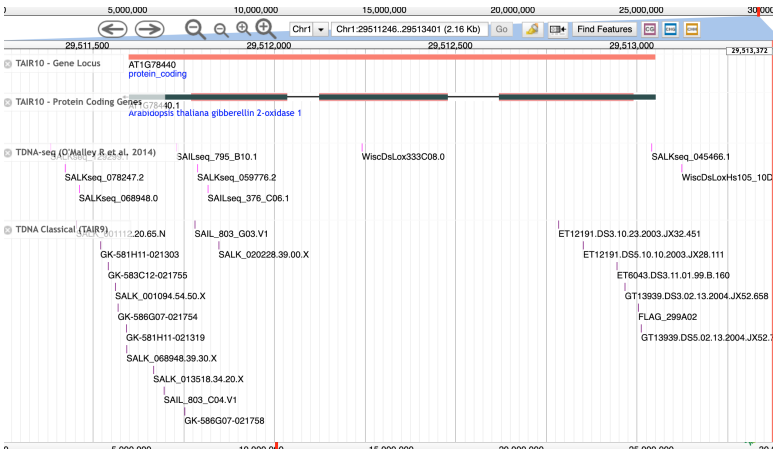 0 5,000,000 10,000,000 15,000,000 20,000,000 25,000,000 30,000
Chr1 Chr1:29511246..29513401 (2.16 Kb) Go Find Features
29,511,500 29,512,000 29,512,500 29,513,000 29,513,372
TAIR10 - Gene Locus
AT1G78440
protein_coding
TAIR10 - Protein Coding Genes
AT1G78440.1
Arabidopsis thaliana gibberellin 2-oxidase 1
TDNA-seq (O'Malley R et al. 2014)
SAILseq_795_B10.1 WiscDsLox333C08.0 SALKseq_045466.1
SALKseq_078247.2 SALKseq_059776.2 WiscDsLoxHs105_10D
SALKseq_068948.0 SAILseq_376_C06.1
TDNA Classical (TAIR9)
SALK_001112.20.65.N SAIL_803_G03.V1 ET12191.DS3.10.23.2003.JX32.451
GK-581H11-021303 SALK_020228.39.00.X ET12191.DS5.10.10.2003.JX28.111
GK-583C12-021755 ET6043.DS3.11.01.99.B.160
SALK_001094.54.50.X GT13939.DS3.02.13.2004.JX52.658
GK-586G07-021754 FLAG_299A02
GK-581H11-021319 GT13939.DS5.02.13.2004.JX52.7
SALK_068948.39.30.X
SALK_013518.34.20.X
SAIL_803_C04.V1
GK-586G07-021758
5,000,000 10,000,000 15,000,000 20,000,000 25,000,000